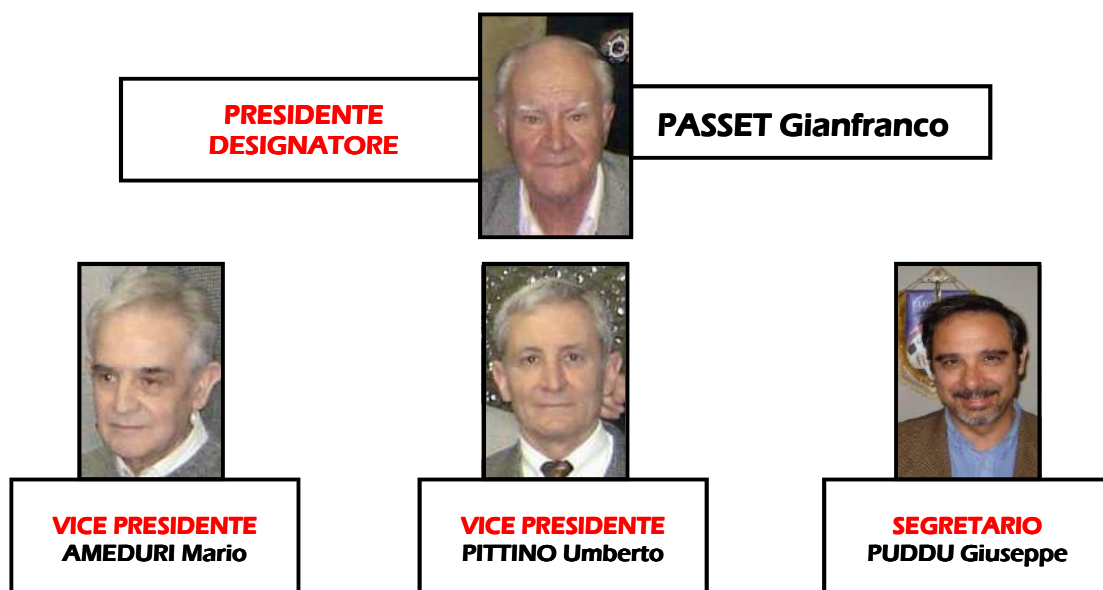 PRESIDENTE
DESIGNATORE
PASSET Gianfranco
VICE PRESIDENTE
AMEDURI Mario
VICE PRESIDENTE
PITTINO Umberto
SEGRETARIO
PUDDU Giuseppe